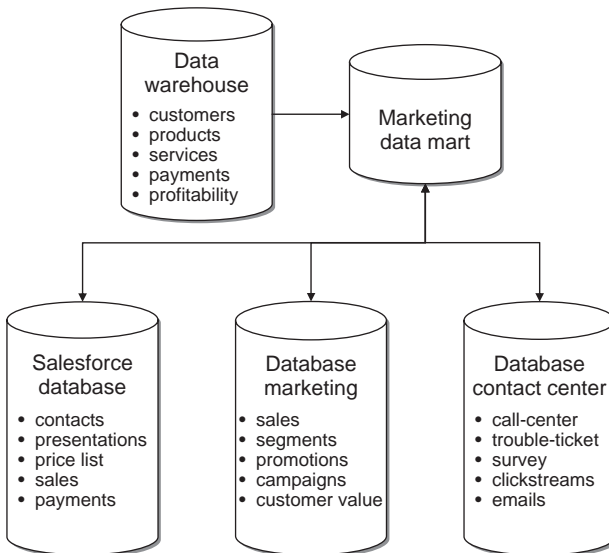 Data
warehouse
• customers
• products
• services
• payments
• profitability
Marketing
data mart
Salesforce
database
• contacts
• presentations
• price list
• sales
• payments
Database
marketing
• sales
• segments
• promotions
• campaigns
• customer value
Database
contact center
• call-center
• trouble-ticket
• survey
• clickstreams
• emails